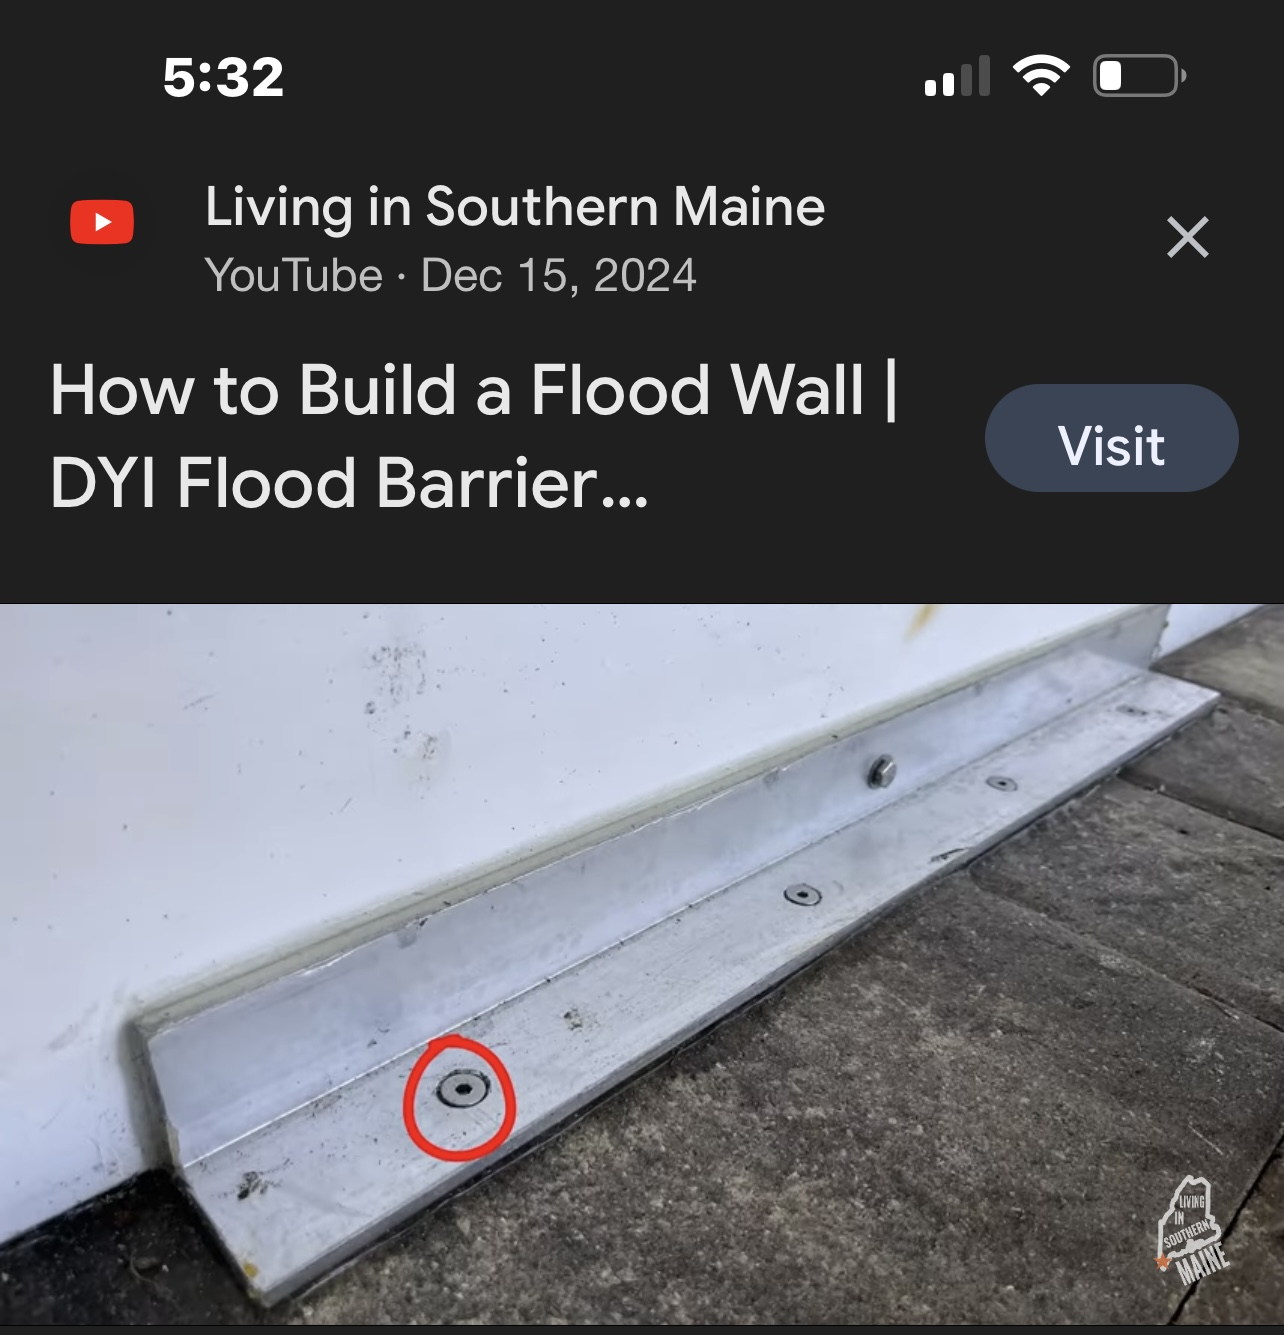 5:32
Living in Southern Maine
YouTube · Dec 15, 2024
How to Build a Flood Wall |
DYI Flood Barrier...
Visit
LIVING
IN
SOUTHERN
MAINE